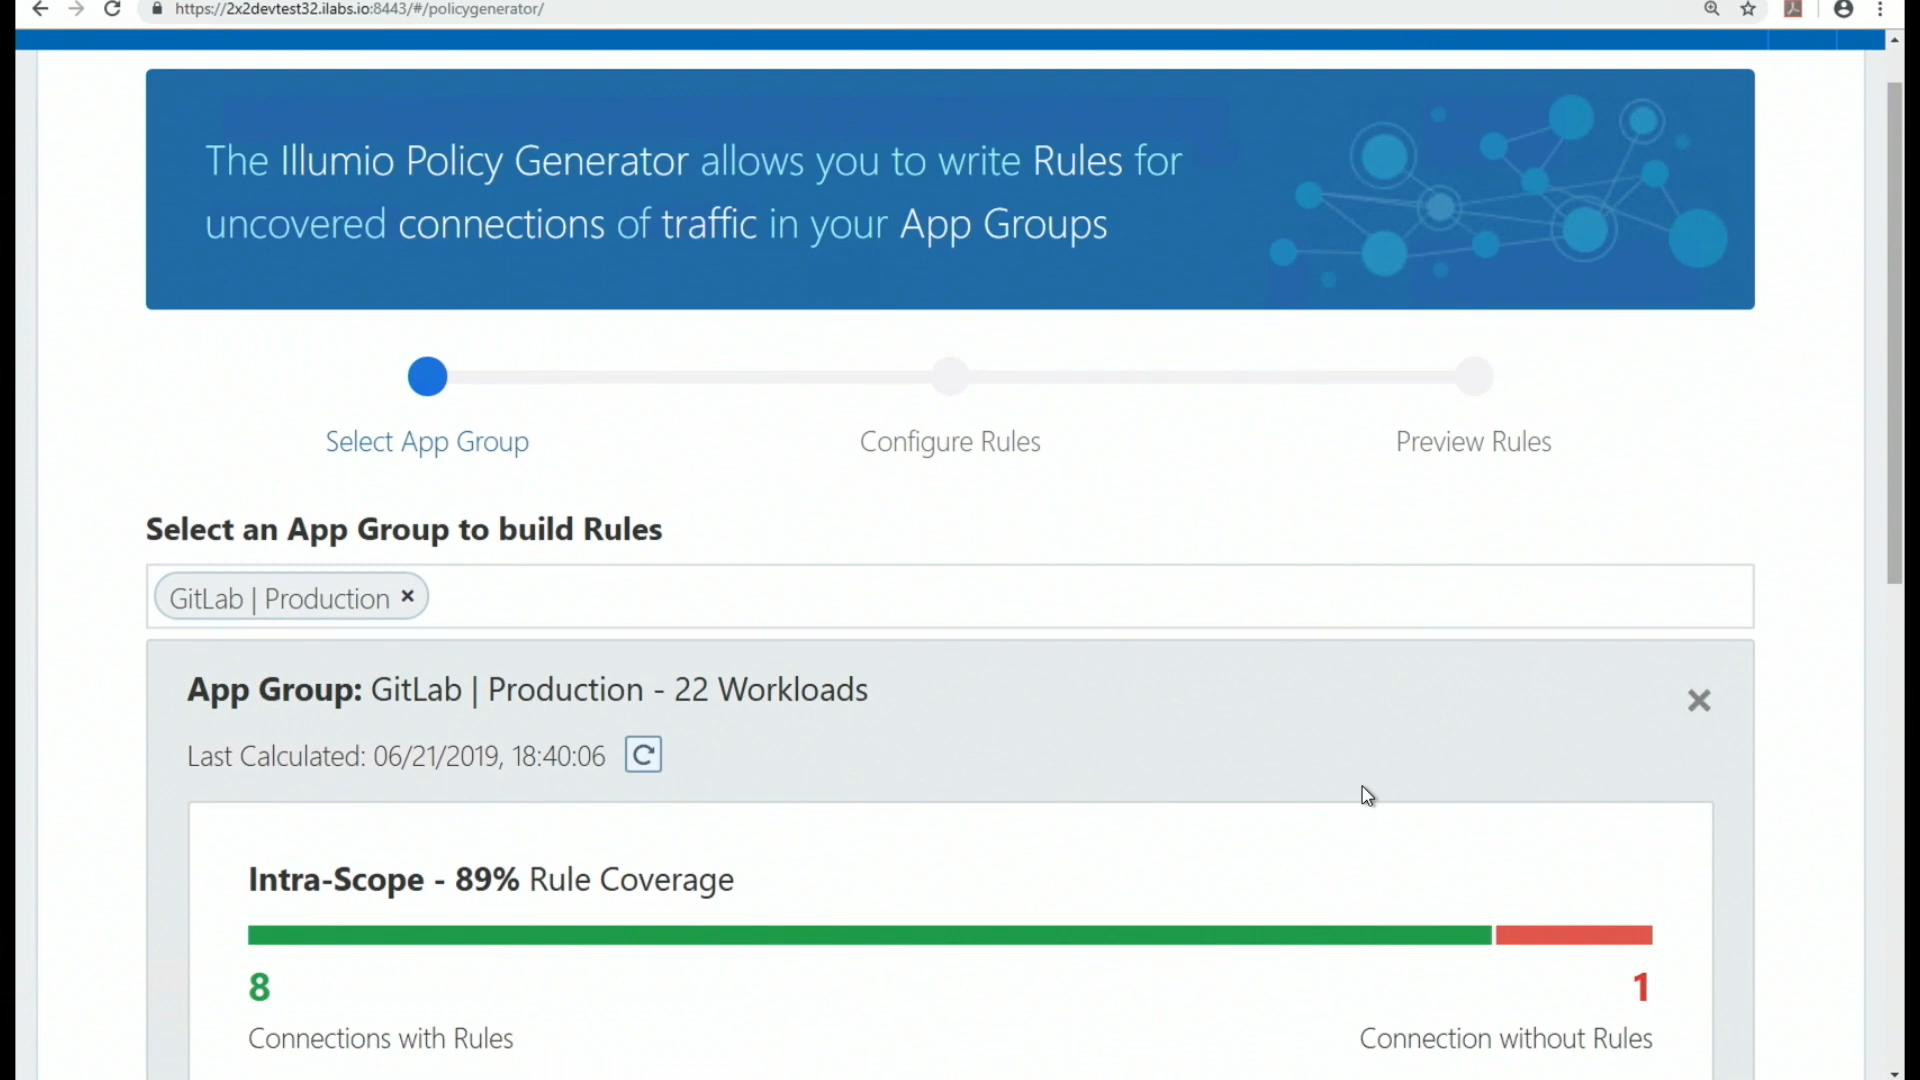 https://2x2devtest32.ilabs.io:8443/#/policygenerator/
The Illumio Policy Generator allows you to write Rules for
uncovered connections of traffic in your App Groups
Select App Group
Configure Rules
Preview Rules
Select an App Group to build Rules
GitLab | Production ×
App Group: GitLab | Production - 22 Workloads
Last Calculated: 06/21/2019, 18:40:06
Intra-Scope - 89% Rule Coverage
8
1
Connections with Rules
Connection without Rules